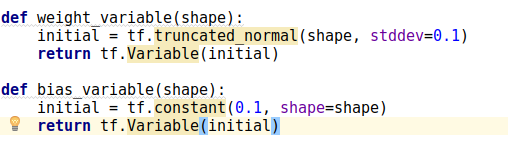 def weight_variable(shape):
    initial = tf.truncated_normal(shape, stddev=0.1)
    return tf.Variable(initial)

def bias_variable(shape):
    initial = tf.constant(0.1, shape=shape)
    return tf.Variable(initial)